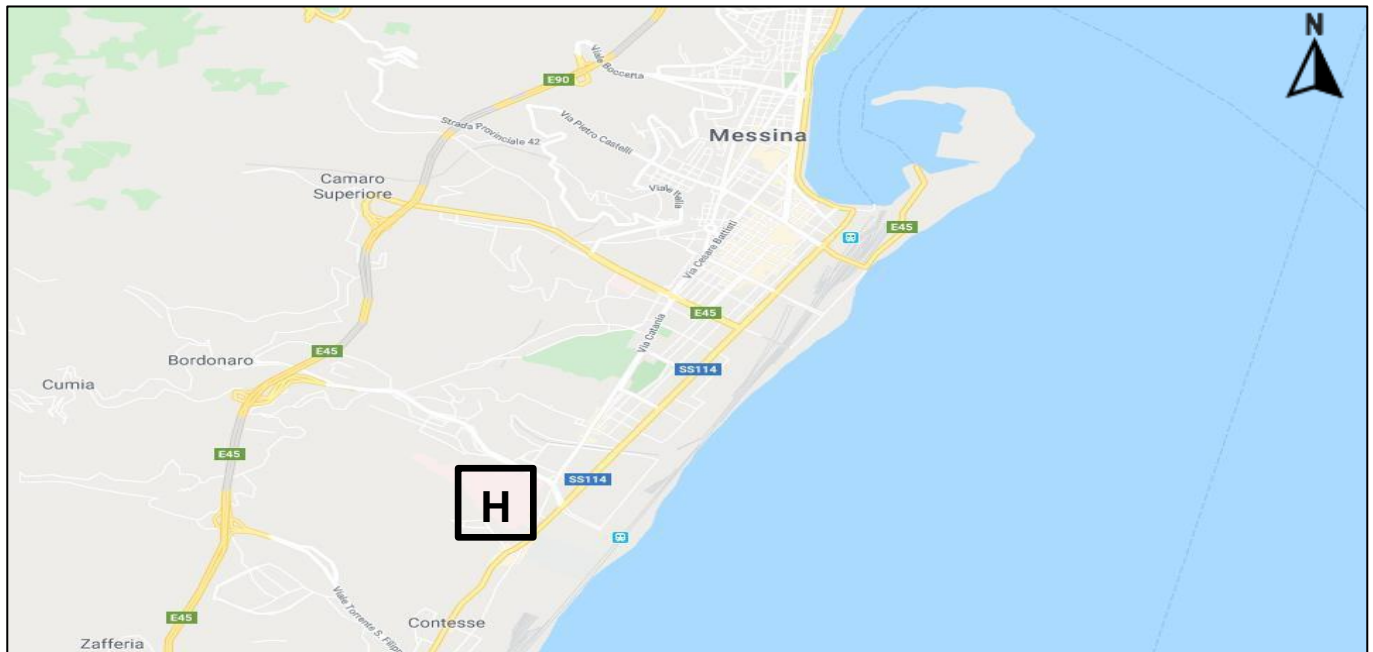 N
E90
Viale Boccetta
Strada Provinciale 42
Via Pietro Castelli
Messina
Camaro
Superiore
Viale Italia
E45
Via Cesare Battisti
E45
Via Catania
E45
Bordonaro
SS114
Cumia
E45
SS114
H
Viale Torrente S. Filippo
E45
Contesse
Zafferia